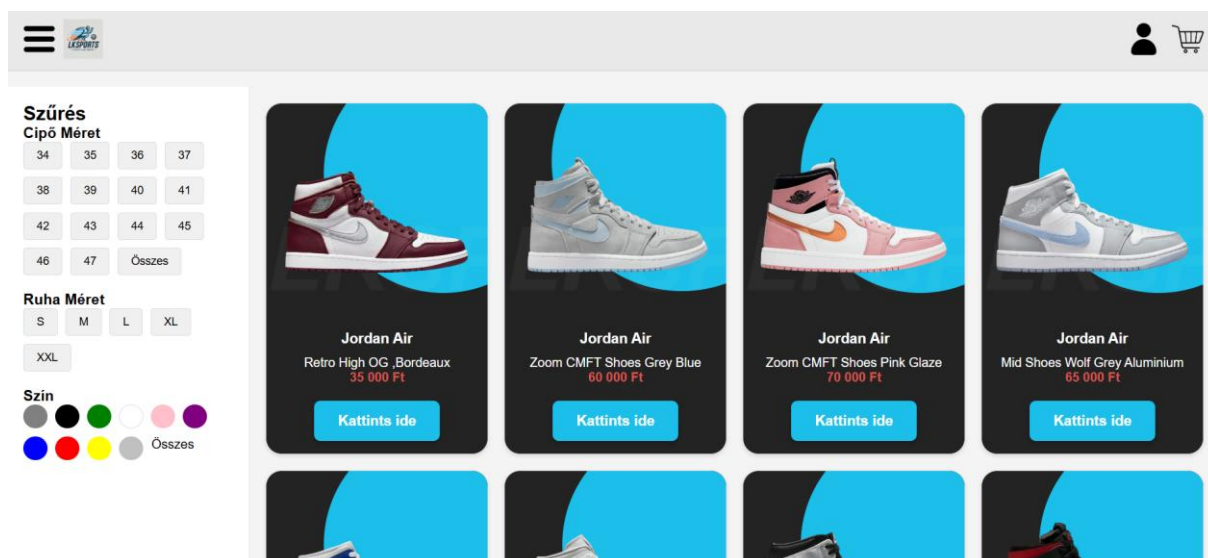 LKSPORTS
Szűrés
Cipő Méret
34 35 36 37
38 39 40 41
42 43 44 45
46 47 Összes
Ruha Méret
S M L XL
XXL
Szín
Összes
Jordan Air
Retro High OG ,Bordeaux
35 000 Ft
Kattints ide
Jordan Air
Zoom CMFT Shoes Grey Blue
60 000 Ft
Kattints ide
Jordan Air
Zoom CMFT Shoes Pink Glaze
70 000 Ft
Kattints ide
Jordan Air
Mid Shoes Wolf Grey Aluminium
65 000 Ft
Kattints ide